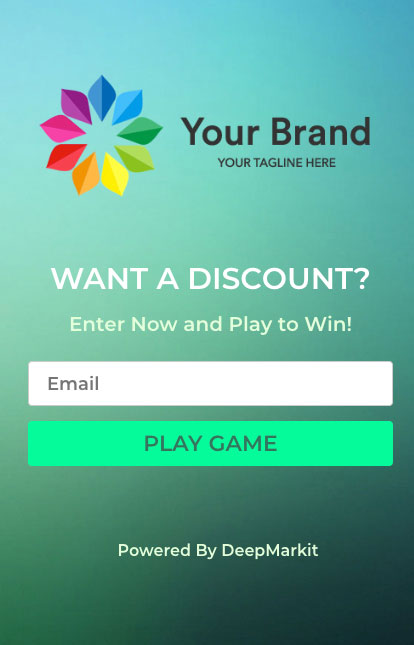 Your Brand
YOUR TAGLINE HERE
WANT A DISCOUNT?
Enter Now and Play to Win!
Email
PLAY GAME
Powered By DeepMarkit